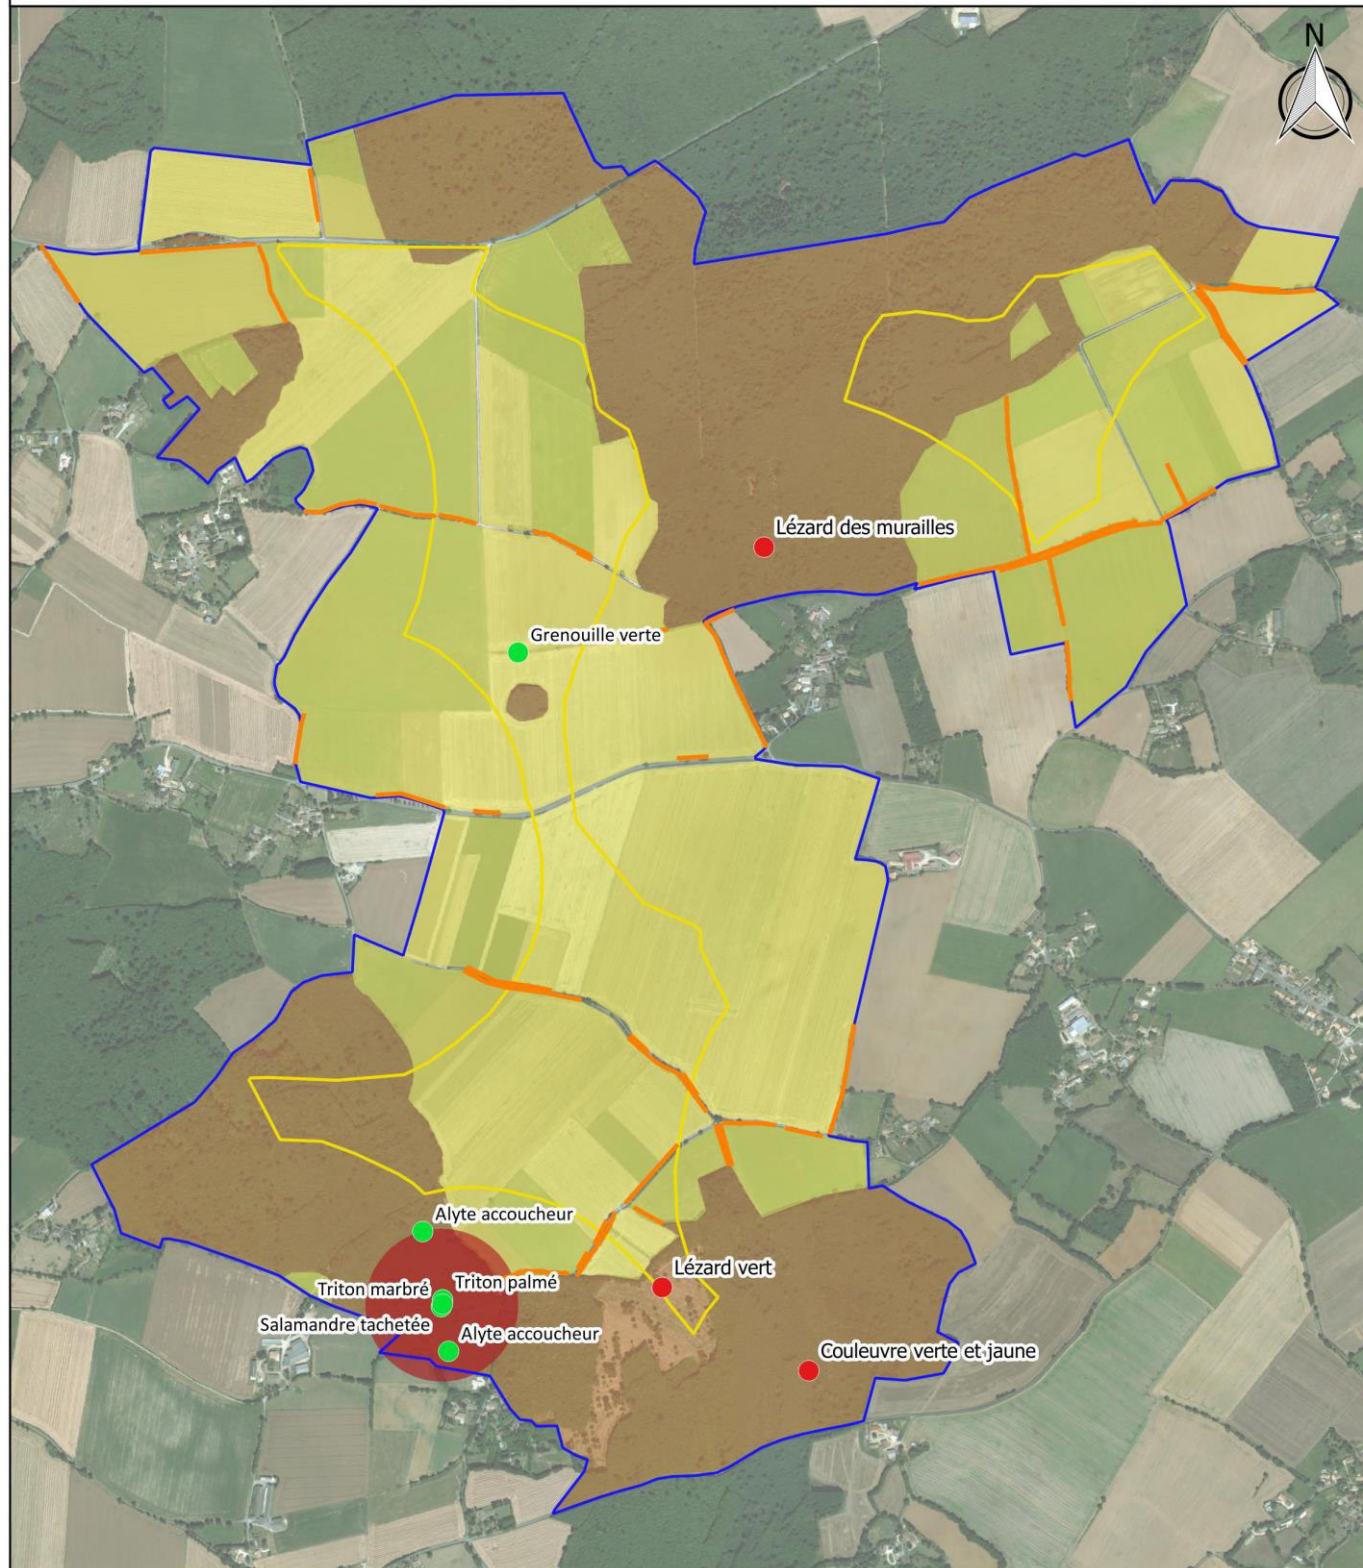 N
Lézard des murailles
Grenouille verte
Alyte accoucheur
Lézard vert
Triton marbré
Triton palmé
Salamandre tachetée
Alyte accoucheur
Couleuvre verte et jaune